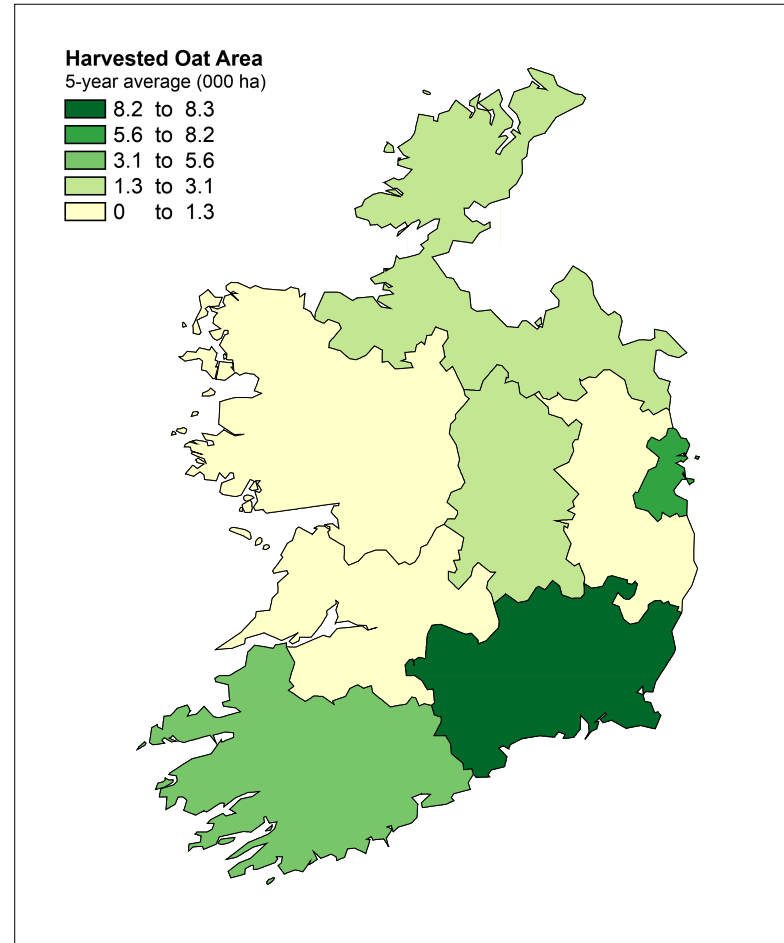 Harvested Oat Area
5-year average (000 ha)
8.2 to 8.3
5.6 to 8.2
3.1 to 5.6
1.3 to 3.1
0 to 1.3